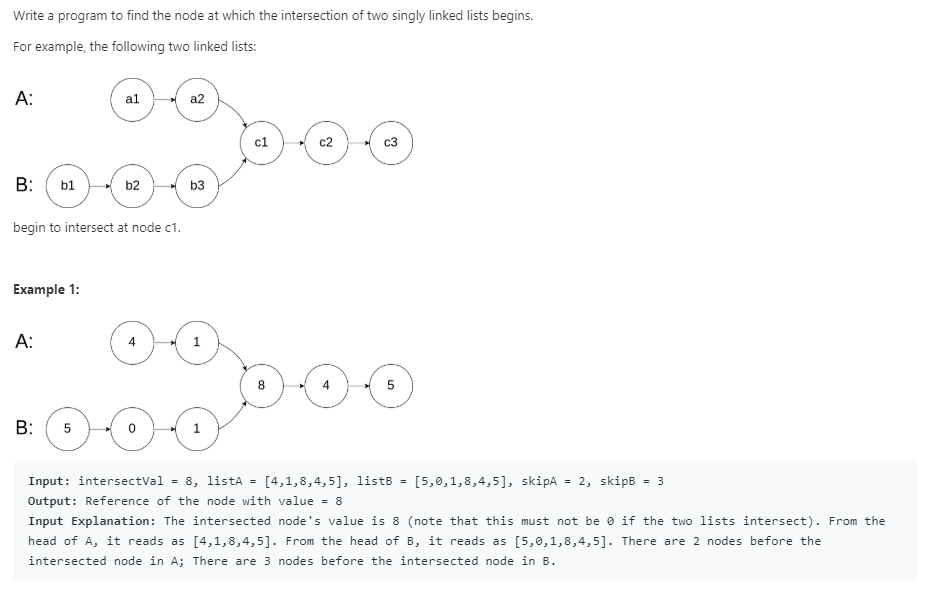 Write a program to find the node at which the intersection of two singly linked lists begins.
For example, the following two linked lists:
A: a1 a2
c1 c2 c3
B: b1 b2 b3
begin to intersect at node c1.
Example 1:
A: 4 1
8 4 5
B: 5 0 1
Input: intersectVal = 8, listA = [4,1,8,4,5], listB = [5,0,1,8,4,5], skipA = 2, skipB = 3
Output: Reference of the node with value = 8
Input Explanation: The intersected node's value is 8 (note that this must not be 0 if the two lists intersect). From the
head of A, it reads as [4,1,8,4,5]. From the head of B, it reads as [5,0,1,8,4,5]. There are 2 nodes before the
intersected node in A; There are 3 nodes before the intersected node in B.